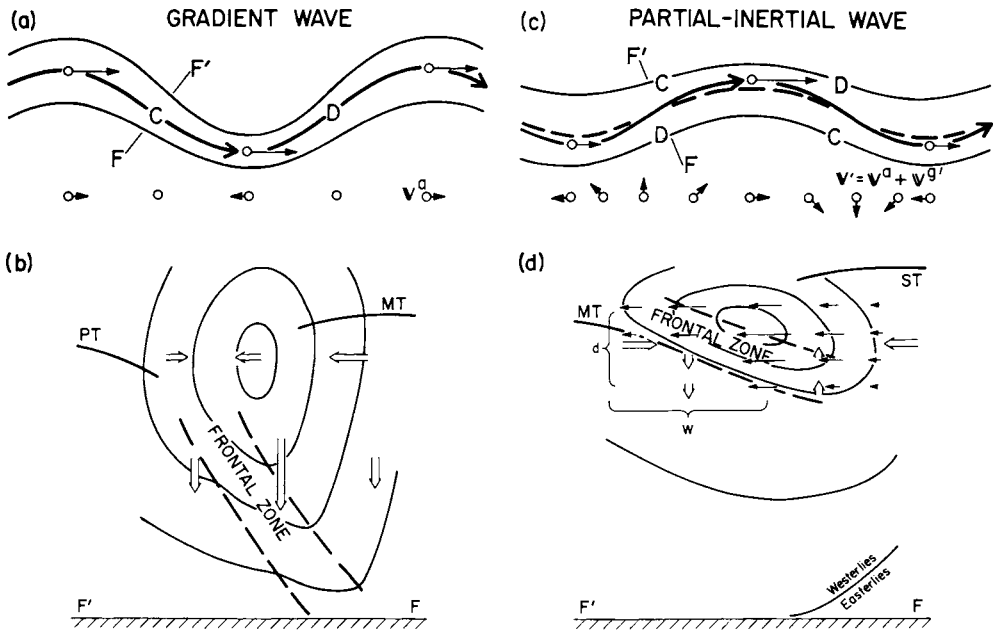 (a) GRADIENT WAVE
F'
C
D
F
v^a
(b)
MT
PT
FRONTAL ZONE
F'
F
(c) PARTIAL-INERTIAL WAVE
F'
C
D
D
C
F
v' = v^a + v^g'
(d)
ST
MT
FRONTAL ZONE
d
w
Westerlies
Easterlies
F'
F